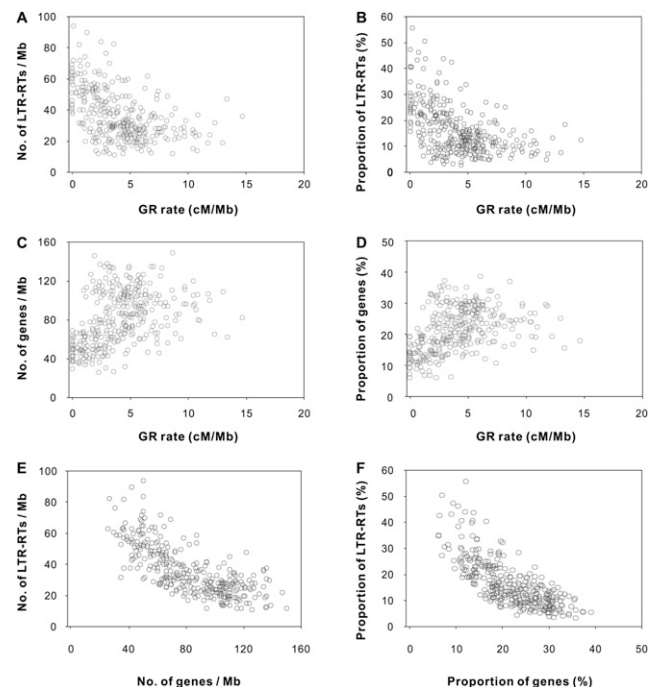 A
No. of LTR-RTs / Mb
100
80
60
40
20
0
0 5 10 15 20
GR rate (cM/Mb)
B
Proportion of LTR-RTs (%)
60
50
40
30
20
10
0
0 5 10 15 20
GR rate (cM/Mb)
C
No. of genes / Mb
160
120
80
40
0
0 5 10 15 20
GR rate (cM/Mb)
D
Proportion of genes (%)
50
40
30
20
10
0
0 5 10 15 20
GR rate (cM/Mb)
E
No. of LTR-RTs / Mb
100
80
60
40
20
0
40 80 120 160
No. of genes / Mb
F
Proportion of LTR-RTs (%)
60
50
40
30
20
10
0
0 10 20 30 40 50
Proportion of genes (%)